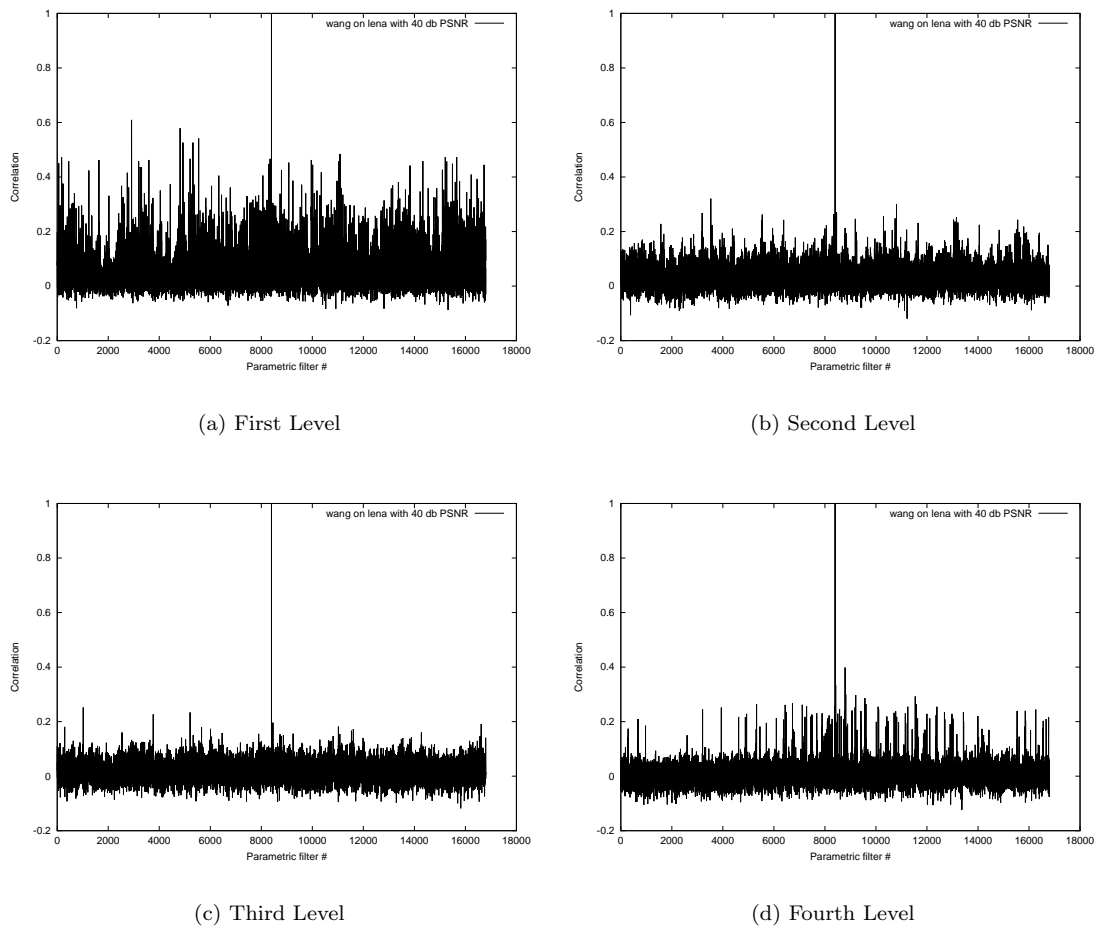 wang on lena with 40 db PSNR
1
0.8
0.6
0.4
0.2
0
-0.2
Correlation
0 2000 4000 6000 8000 10000 12000 14000 16000 18000
Parametric filter #
(a) First Level
wang on lena with 40 db PSNR
1
0.8
0.6
0.4
0.2
0
-0.2
Correlation
0 2000 4000 6000 8000 10000 12000 14000 16000 18000
Parametric filter #
(b) Second Level
wang on lena with 40 db PSNR
1
0.8
0.6
0.4
0.2
0
-0.2
Correlation
0 2000 4000 6000 8000 10000 12000 14000 16000 18000
Parametric filter #
(c) Third Level
wang on lena with 40 db PSNR
1
0.8
0.6
0.4
0.2
0
-0.2
Correlation
0 2000 4000 6000 8000 10000 12000 14000 16000 18000
Parametric filter #
(d) Fourth Level